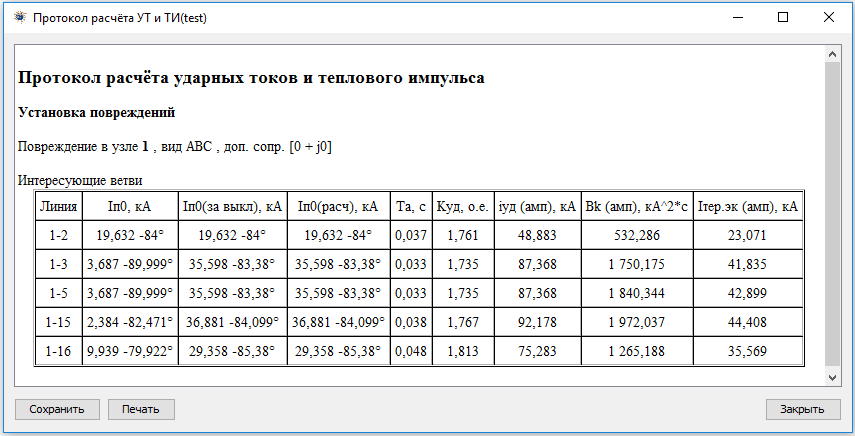 Протокол расчёта УТ и ТИ(test)
Протокол расчёта ударных токов и теплового импульса
Установка повреждений
Повреждение в узле 1 , вид ABC , доп. сопр. [0 + j0]
Интересующие ветви
Линия Iп0, кА Iп0(за выкл), кА Iп0(расч), кА Та, с Kуд, о.е. iуд (амп), кА Bk (амп), кА^2*с Iтер.эк (амп), кА
1-2 19,632 -84° 19,632 -84° 19,632 -84° 0,037 1,761 48,883 532,286 23,071
1-3 3,687 -89,999° 35,598 -83,38° 35,598 -83,38° 0,033 1,735 87,368 1 750,175 41,835
1-5 3,687 -89,999° 35,598 -83,38° 35,598 -83,38° 0,033 1,735 87,368 1 840,344 42,899
1-15 2,384 -82,471° 36,881 -84,099° 36,881 -84,099° 0,038 1,767 92,178 1 972,037 44,408
1-16 9,939 -79,922° 29,358 -85,38° 29,358 -85,38° 0,048 1,813 75,283 1 265,188 35,569
Сохранить Печать Закрыть